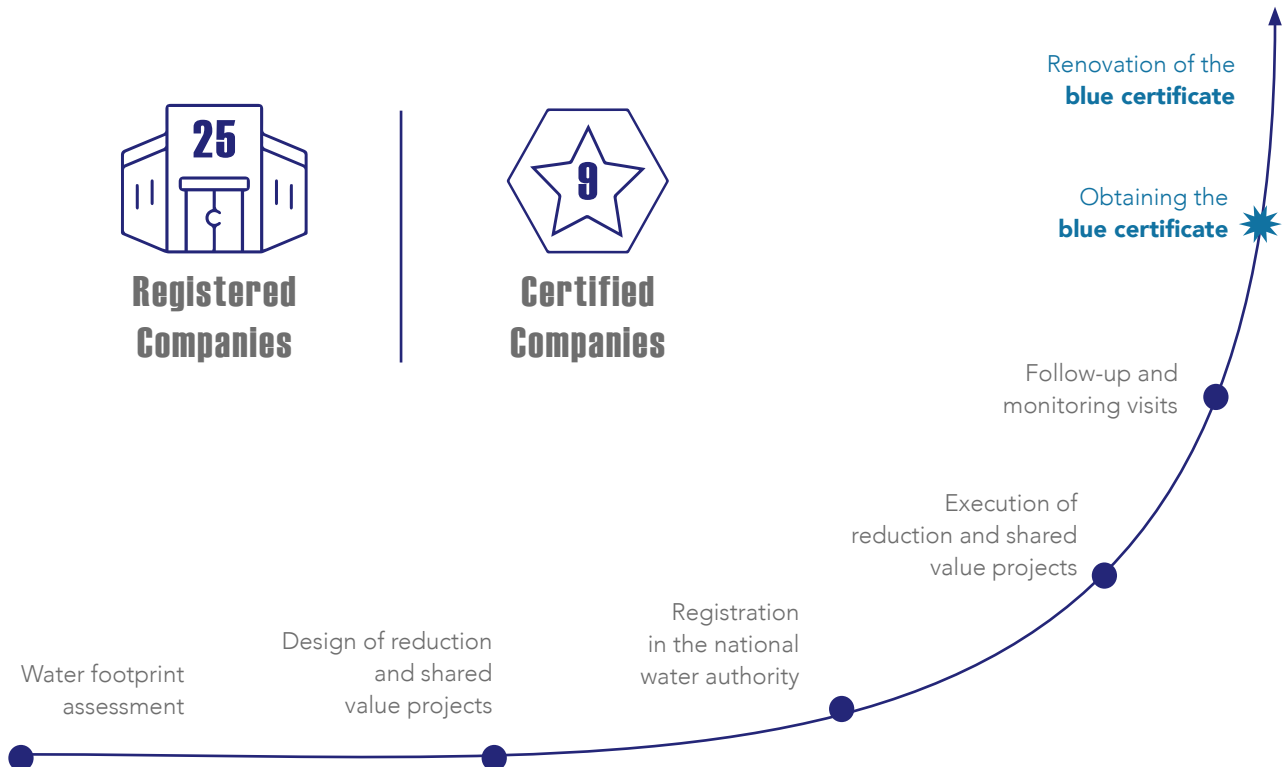 25
Registered
Companies
9
Certified
Companies
Water footprint
assessment
Design of reduction
and shared
value projects
Registration
in the national
water authority
Execution of
reduction and shared
value projects
Follow-up and
monitoring visits
Obtaining the
blue certificate
Renovation of the
blue certificate